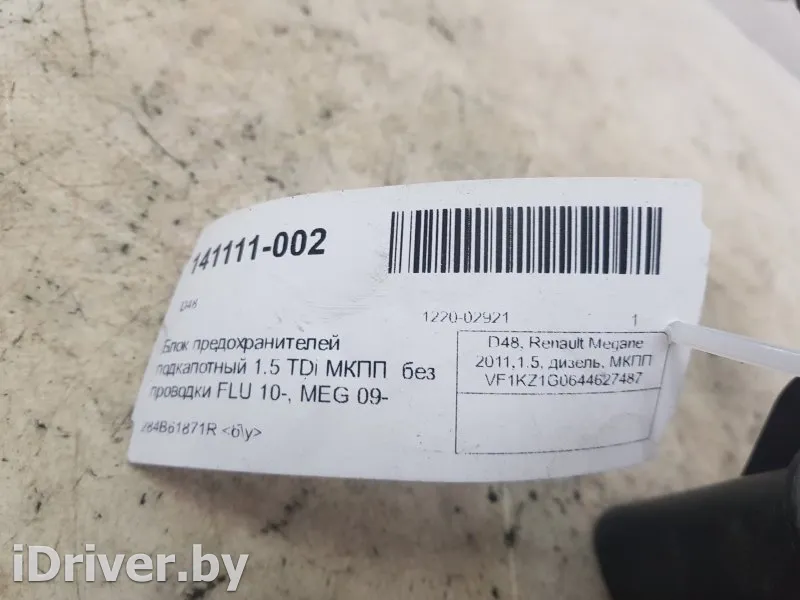 141111-002
D48
1220-02921 1
Блок предохранителей
подкапотный 1.5 TDi МКПП без
проводки FLU 10-, MEG 09-
284B61871R <б\у>
D48, Renault Megane
2011,1.5, дизель, МКПП
VF1KZ1G0644627487
iDriver.by